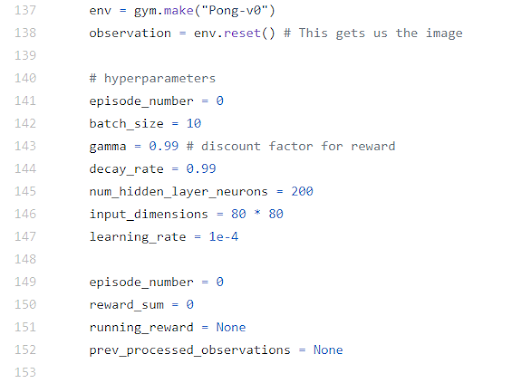 137 env = gym.make("Pong-v0")
138 observation = env.reset() # This gets us the image
139
140 # hyperparameters
141 episode_number = 0
142 batch_size = 10
143 gamma = 0.99 # discount factor for reward
144 decay_rate = 0.99
145 num_hidden_layer_neurons = 200
146 input_dimensions = 80 * 80
147 learning_rate = 1e-4
148
149 episode_number = 0
150 reward_sum = 0
151 running_reward = None
152 prev_processed_observations = None
153